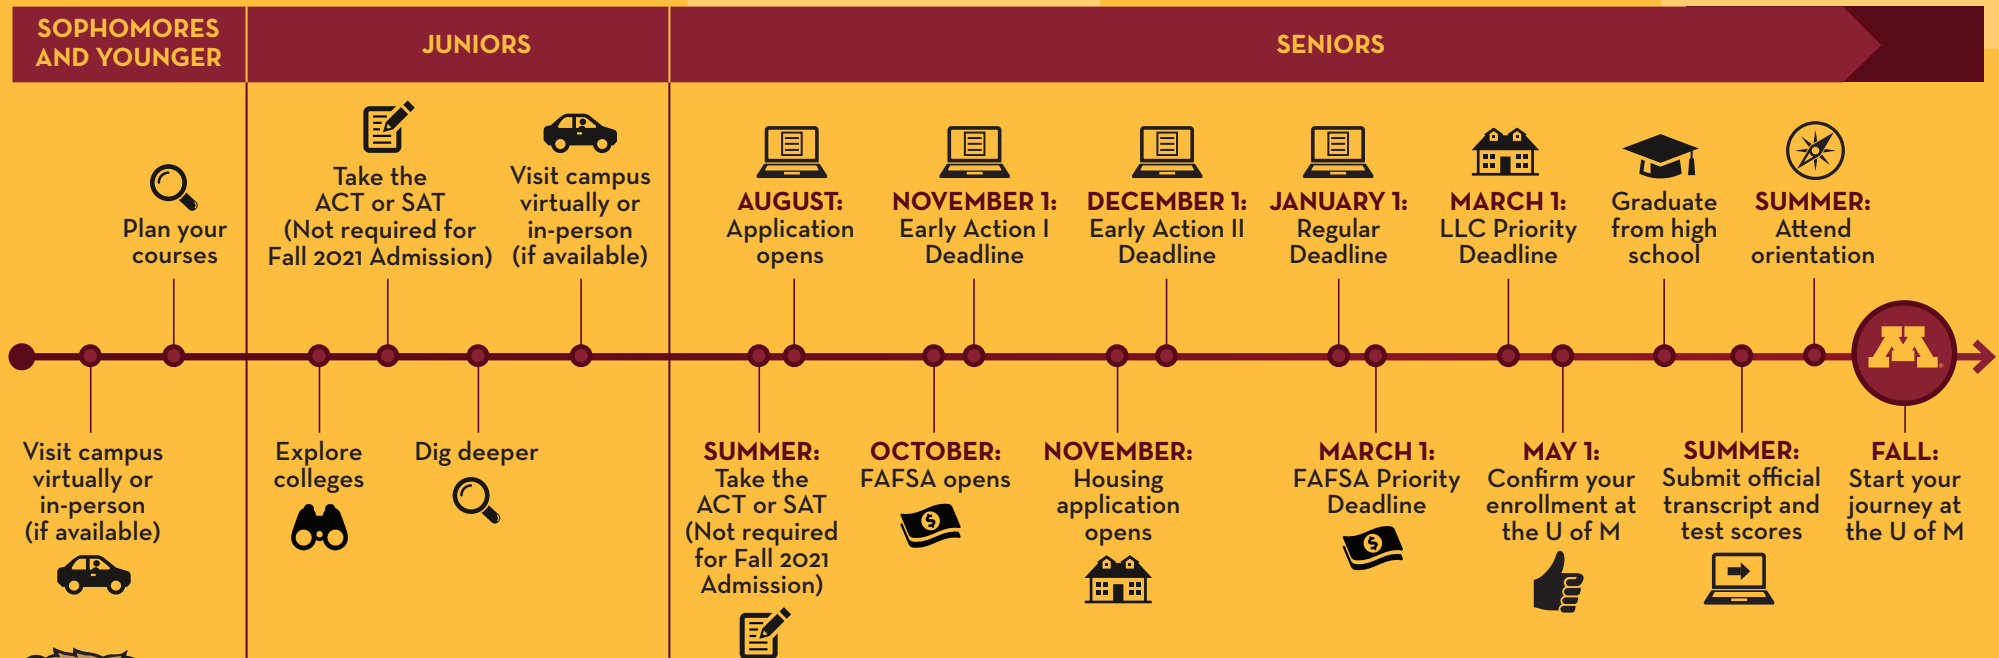 SOPHOMORES
AND YOUNGER
JUNIORS
SENIORS
Plan your
courses
Take the
ACT or SAT
(Not required for
Fall 2021 Admission)
Visit campus
virtually or
in-person
(if available)
AUGUST:
Application
opens
NOVEMBER 1:
Early Action I
Deadline
DECEMBER 1:
Early Action II
Deadline
JANUARY 1:
Regular
Deadline
MARCH 1:
LLC Priority
Deadline
Graduate
from high
school
SUMMER:
Attend
orientation
M
Visit campus
virtually or
in-person
(if available)
Explore
colleges
Dig deeper
SUMMER:
Take the
ACT or SAT
(Not required
for Fall 2021
Admission)
OCTOBER:
FAFSA opens
NOVEMBER:
Housing
application
opens
MARCH 1:
FAFSA Priority
Deadline
MAY 1:
Confirm your
enrollment at
the U of M
SUMMER:
Submit official
transcript and
test scores
FALL:
Start your
journey at
the U of M